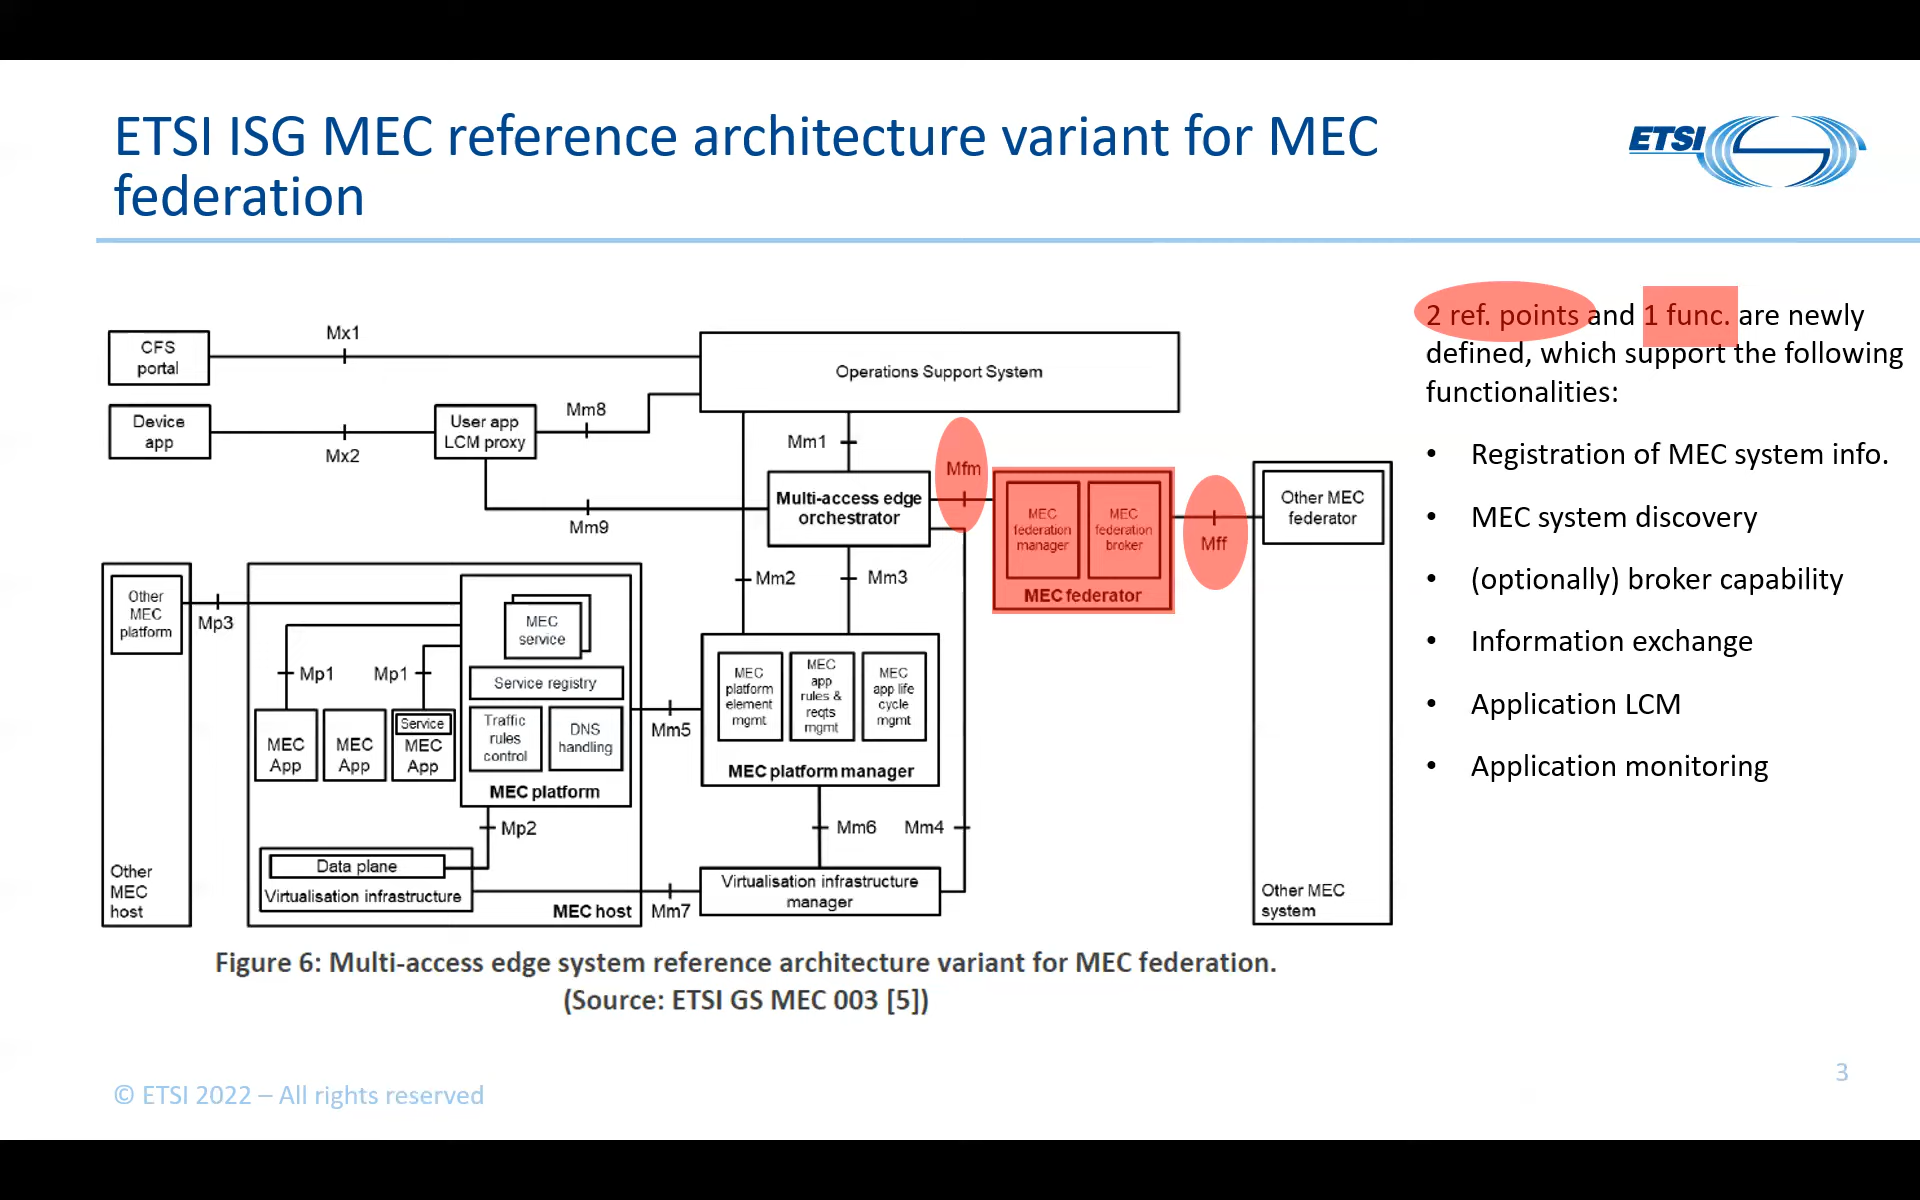 ETSI ISG MEC reference architecture variant for MEC
federation
ETSI
CFS
portal
Mx1
Operations Support System
Device
app
Mx2
User app
LCM proxy
Mm8
Mm9
Mm1
Multi-access edge
orchestrator
Mfm
MEC
federation
manager
MEC
federation
broker
MEC federator
Mff
Other MEC
federator
Other MEC
system
Mm2
Mm3
Other
MEC
platform
Mp3
Other
MEC
host
Mp1
Mp1
MEC
service
Service registry
Traffic
rules
control
DNS
handling
MEC platform
MEC
App
MEC
App
Service
MEC
App
Mp2
Data plane
Virtualisation infrastructure
MEC host
Mm5
MEC
platform
element
mgmt
MEC
app
rules &
reqts
mgmt
MEC
app life
cycle
mgmt
MEC platform manager
Mm6
Mm4
Mm7
Virtualisation infrastructure
manager
Figure 6: Multi-access edge system reference architecture variant for MEC federation.
(Source: ETSI GS MEC 003 [5])
2 ref. points and 1 func. are newly
defined, which support the following
functionalities:
• Registration of MEC system info.
• MEC system discovery
• (optionally) broker capability
• Information exchange
• Application LCM
• Application monitoring
© ETSI 2022 – All rights reserved
3